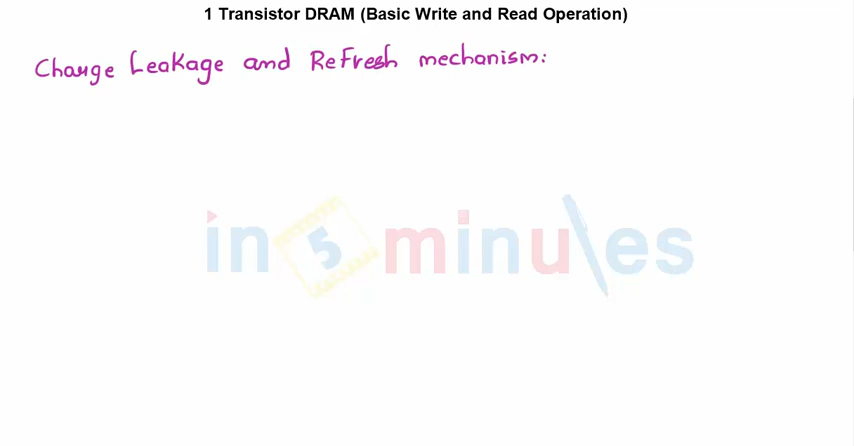 1 Transistor DRAM (Basic Write and Read Operation)
Charge Leakage and Refresh mechanism:
in 5 minutes